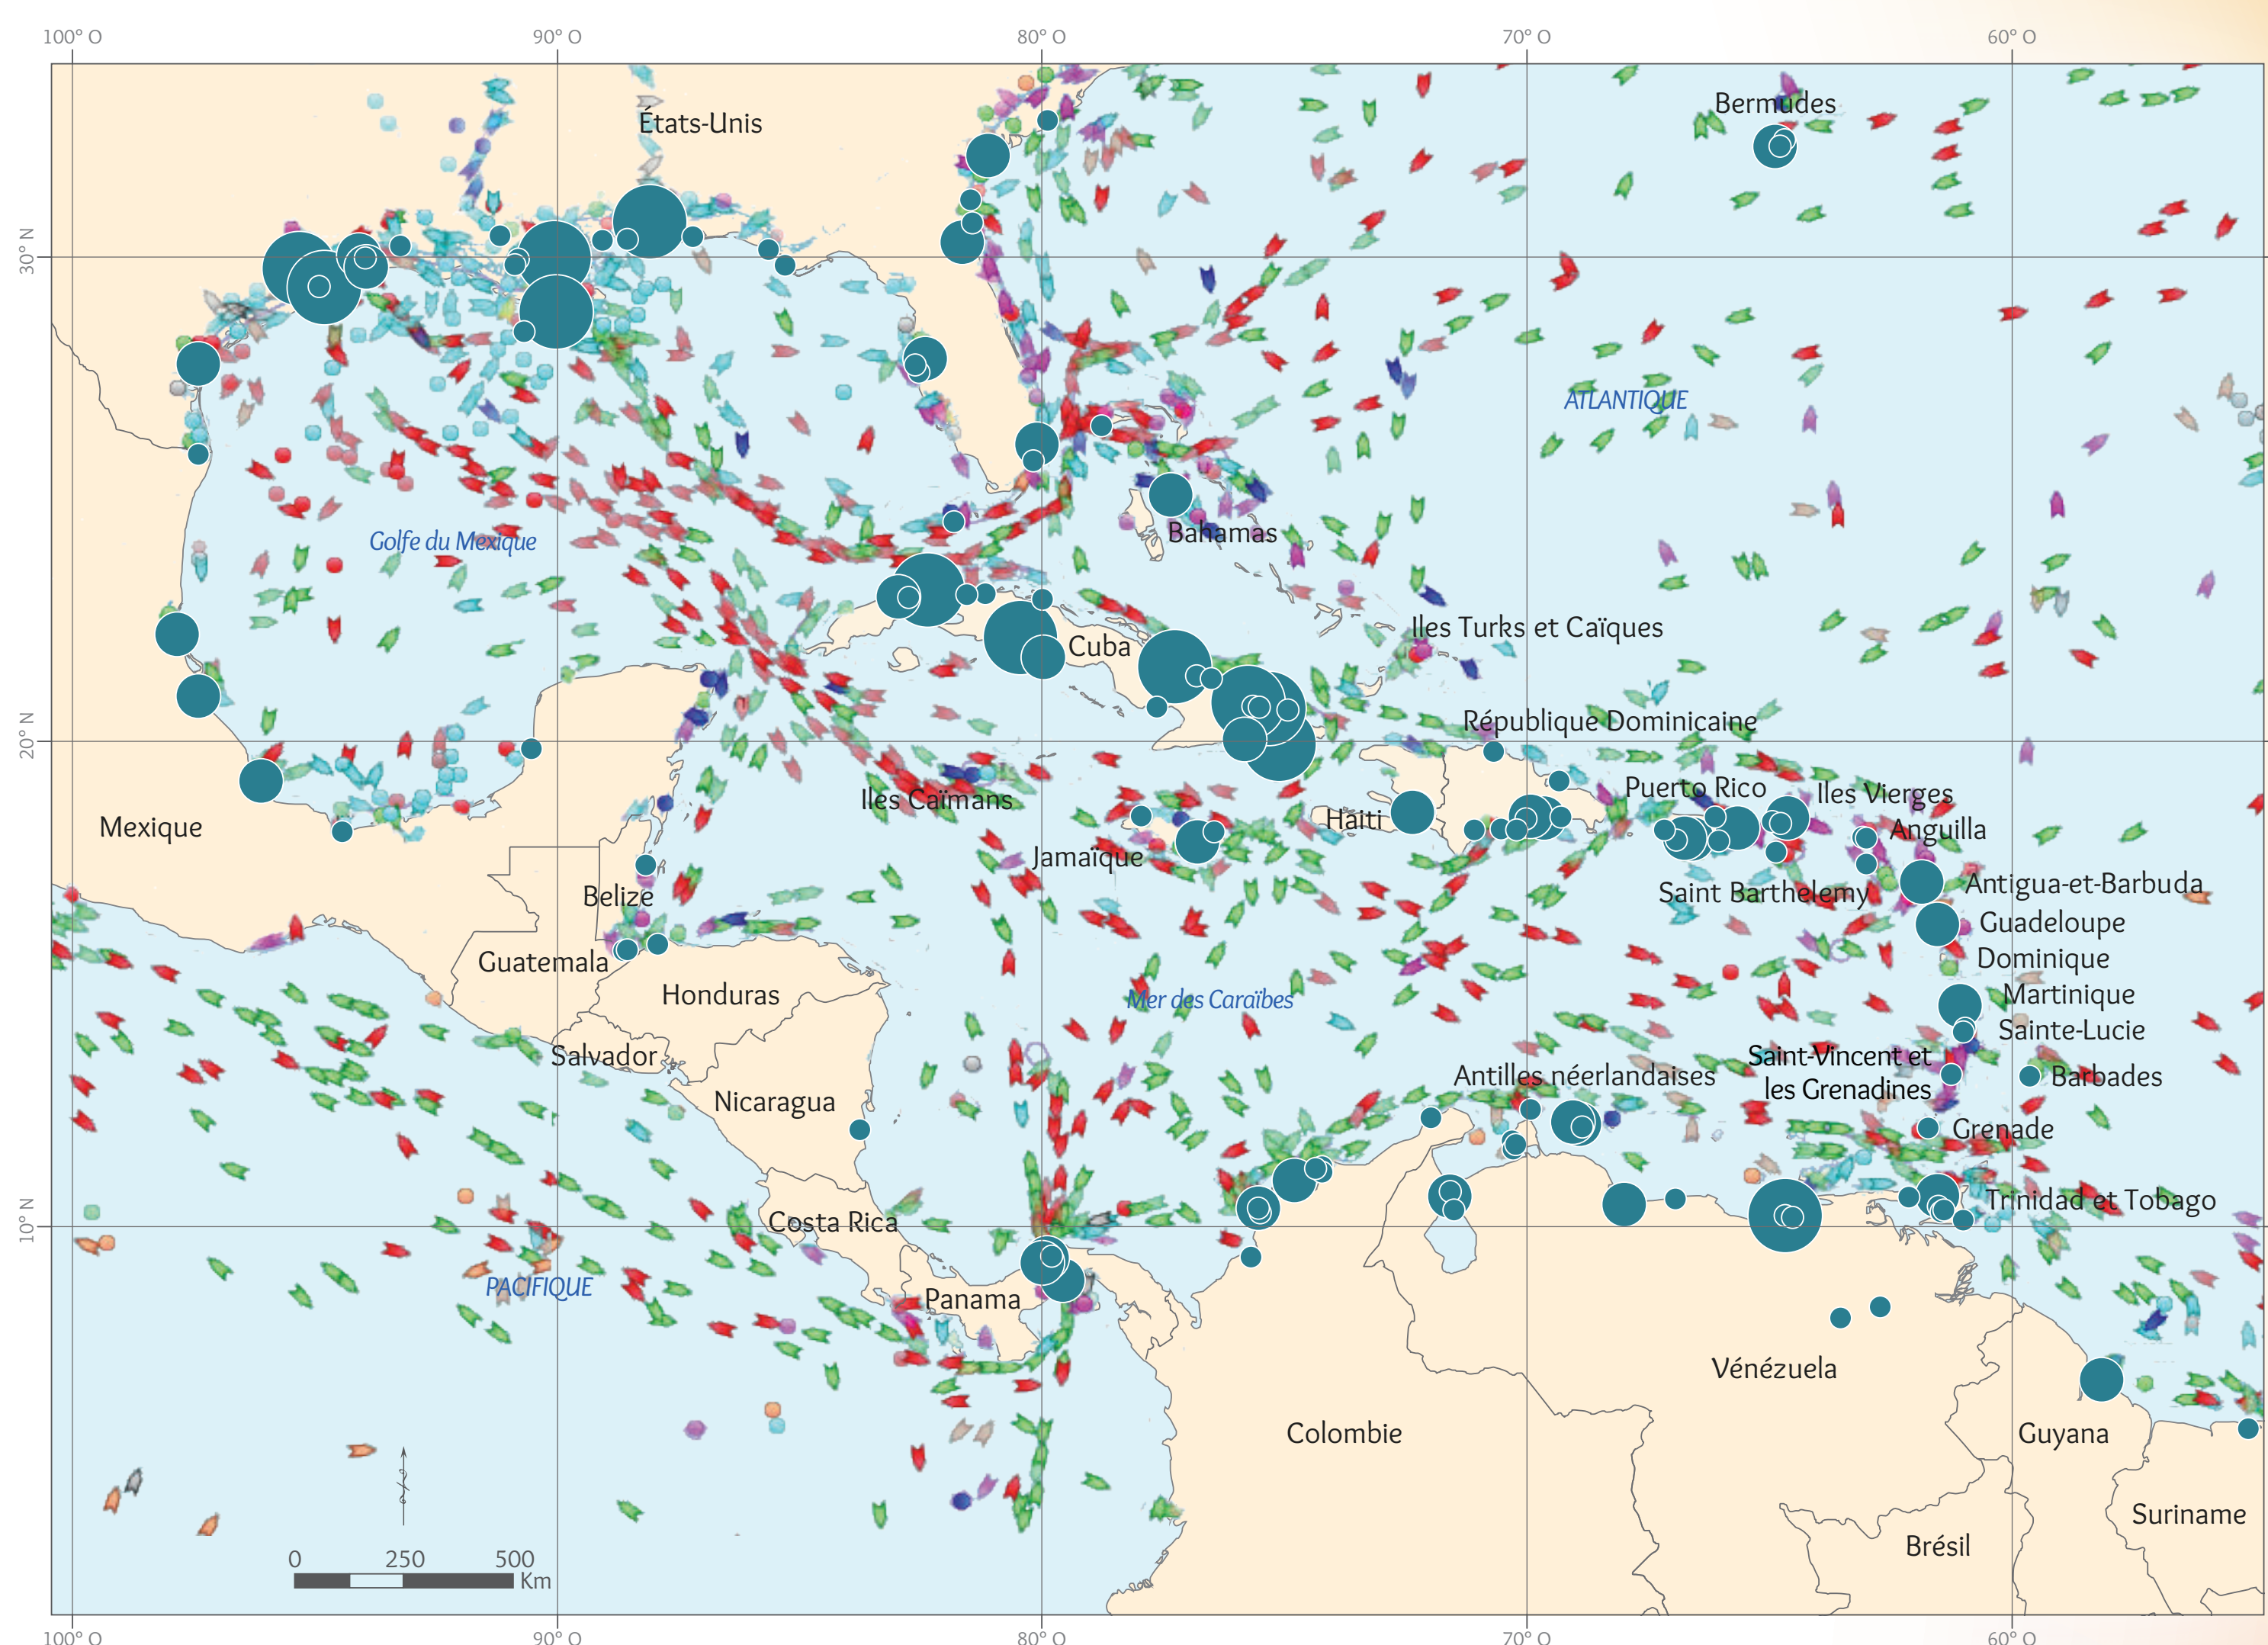 100° O 90° O 80° O 70° O 60° O
Bermudes
États-Unis
30° N
ATLANTIQUE
Bahamas
Golfe du Mexique
Iles Turks et Caïques
Cuba
République Dominicaine
20° N
Puerto Rico
Iles Vierges
Iles Caïmans
Haiti
Mexique
Anguilla
Jamaïque
Antigua-et-Barbuda
Saint Barthelemy
Belize
Guadeloupe
Dominique
Guatemala
Honduras
Martinique
Mer des Caraïbes
Sainte-Lucie
Salvador
Saint-Vincent et
les Grenadines
Antilles néerlandaises
Barbades
Nicaragua
Grenade
Trinidad et Tobago
10° N
Costa Rica
PACIFIQUE
Panama
Vénézuela
Colombie
Guyana
Suriname
Brésil
0 250 500
Km
100° O 90° O 80° O 70° O 60° O